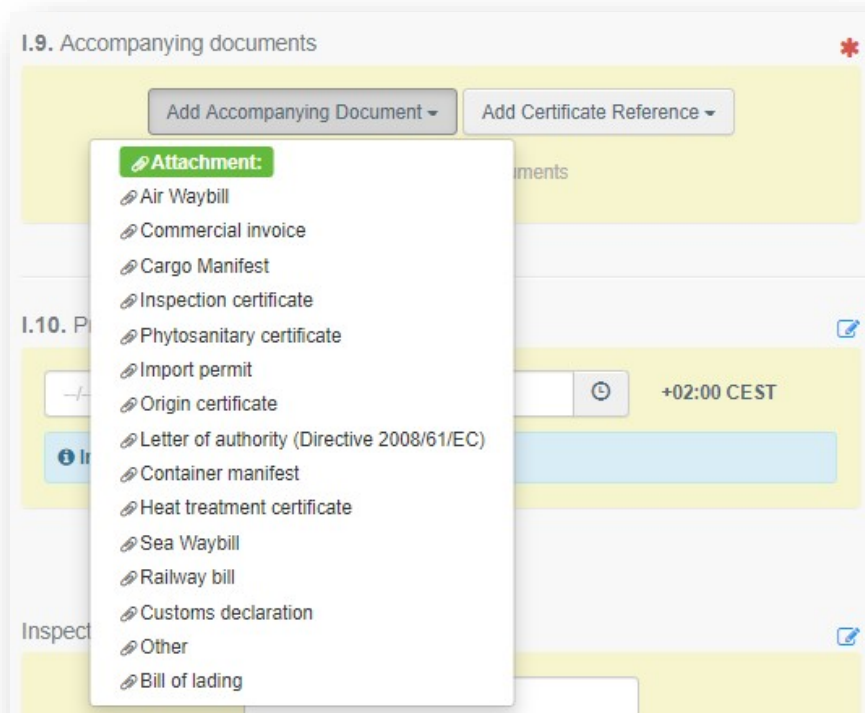 I.9. Accompanying documents
Add Accompanying Document
Add Certificate Reference
Attachment:
Air Waybill
Commercial invoice
Cargo Manifest
Inspection certificate
Phytosanitary certificate
Import permit
Origin certificate
Letter of authority (Directive 2008/61/EC)
Container manifest
Heat treatment certificate
Sea Waybill
Railway bill
Customs declaration
Other
Bill of lading
I.10.
+02:00 CEST